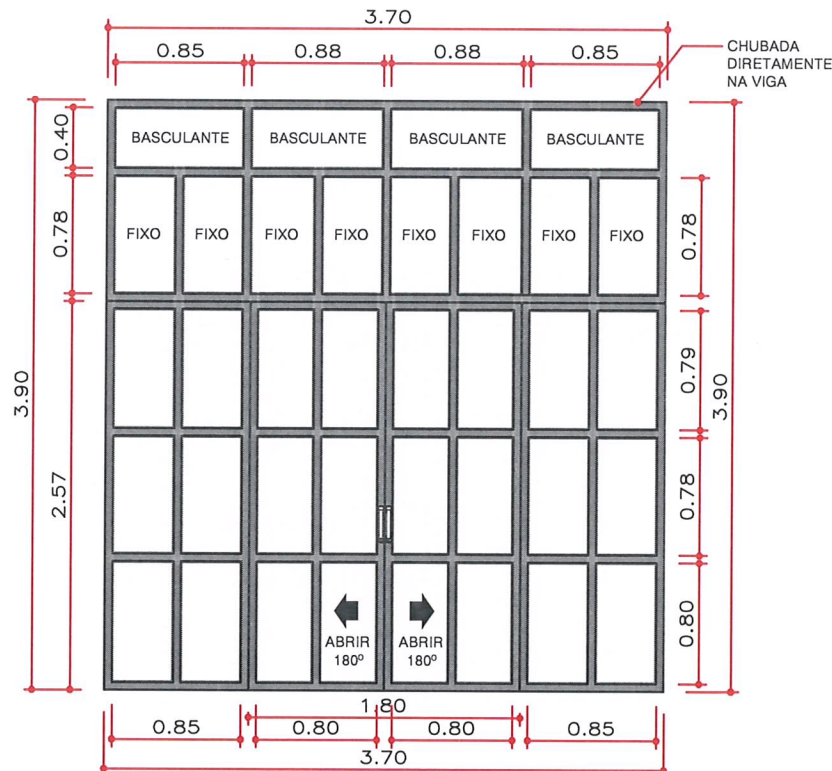 3.70
0.85 0.88 0.88 0.85
CHUBADA
DIRETAMENTE
NA VIGA
0.40
BASCULANTE BASCULANTE BASCULANTE BASCULANTE
0.78
FIXO FIXO FIXO FIXO FIXO FIXO FIXO FIXO
0.78
3.90
2.57
0.79
3.90
0.78
0.80
ABRIR
180º
ABRIR
180º
1.80
0.85 0.80 0.80 0.85
3.70